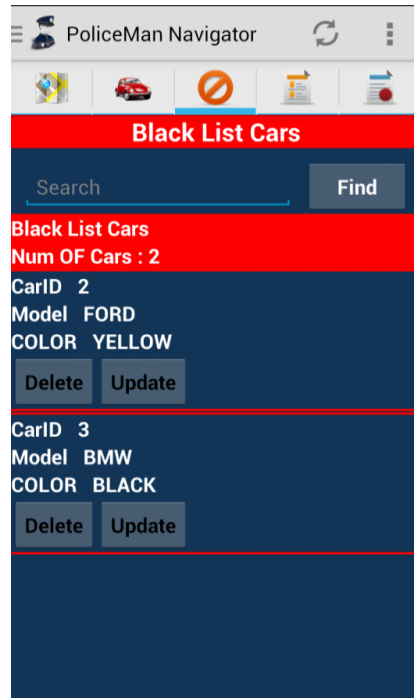 PoliceMan Navigator
Black List Cars
Search
Find
Black List Cars
Num OF Cars : 2
CarID 2
Model FORD
COLOR YELLOW
Delete Update
CarID 3
Model BMW
COLOR BLACK
Delete Update